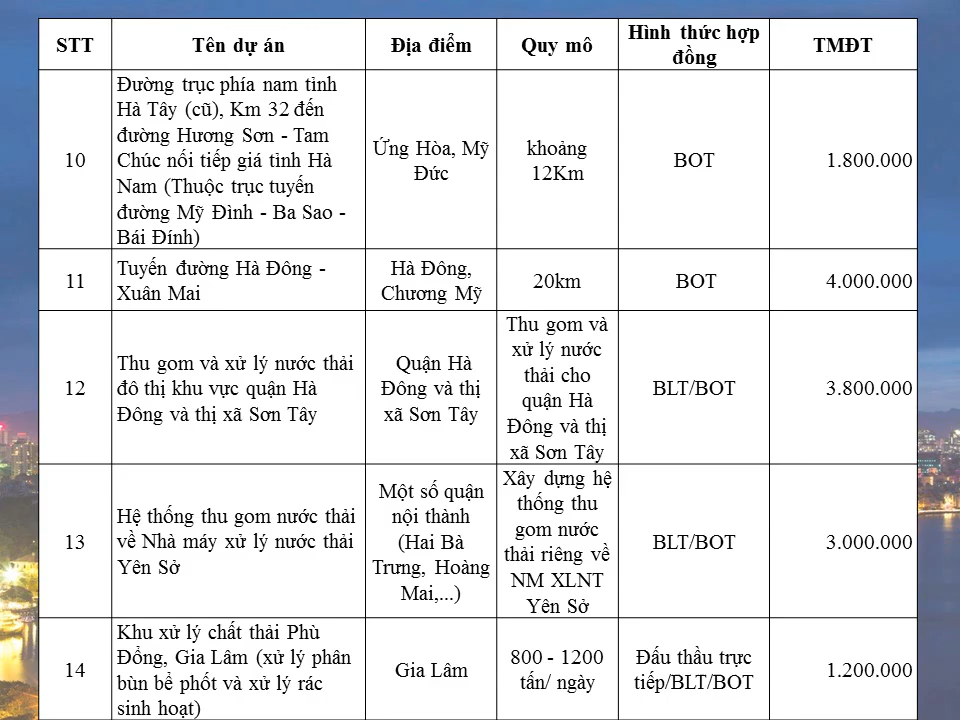 STT
Tên dự án
Địa điểm
Quy mô
Hình thức hợp
đồng
TMĐT
10
Đường trục phía nam tỉnh
Hà Tây (cũ), Km 32 đến
đường Hương Sơn - Tam
Chúc nối tiếp giá tình Hà
Nam (Thuộc trục tuyến
đường Mỹ Đình - Ba Sao -
Bái Đính)
Ứng Hòa, Mỹ
Đức
khoảng
12Km
BOT
1.800.000
11
Tuyến đường Hà Đông -
Xuân Mai
Hà Đông,
Chương Mỹ
20km
BOT
4.000.000
12
Thu gom và xử lý nước thải
đô thị khu vực quận Hà
Đông và thị xã Sơn Tây
Quận Hà
Đông và thị
xã Sơn Tây
Thu gom và
xử lý nước
thải cho
quận Hà
Đông và thị
xã Sơn Tây
BLT/BOT
3.800.000
13
Hệ thống thu gom nước thải
về Nhà máy xử lý nước thải
Yên Sở
Một số quận
nội thành
(Hai Bà
Trưng, Hoàng
Mai,...)
Xây dựng hệ
thống thu
gom nước
thải riêng về
NM XLNT
Yên Sở
BLT/BOT
3.000.000
14
Khu xử lý chất thải Phù
Đổng, Gia Lâm (xử lý phân
bùn bể phốt và xử lý rác
sinh hoạt)
Gia Lâm
800 - 1200
tấn/ ngày
Đấu thầu trực
tiếp/BLT/BOT
1.200.000